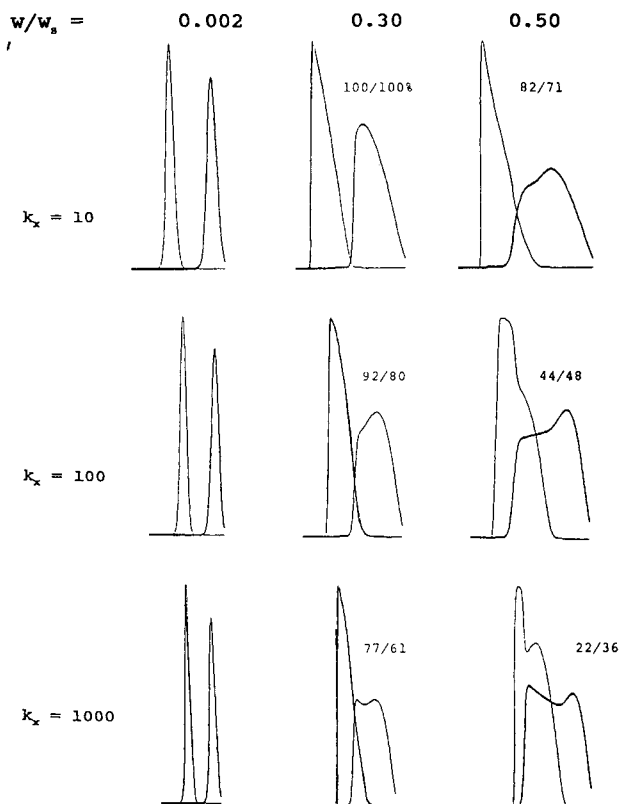 w/wₛ = 0.002 0.30 0.50
100/100% 82/71
kₓ = 10
92/80 44/48
kₓ = 100
77/61 22/36
kₓ = 1000